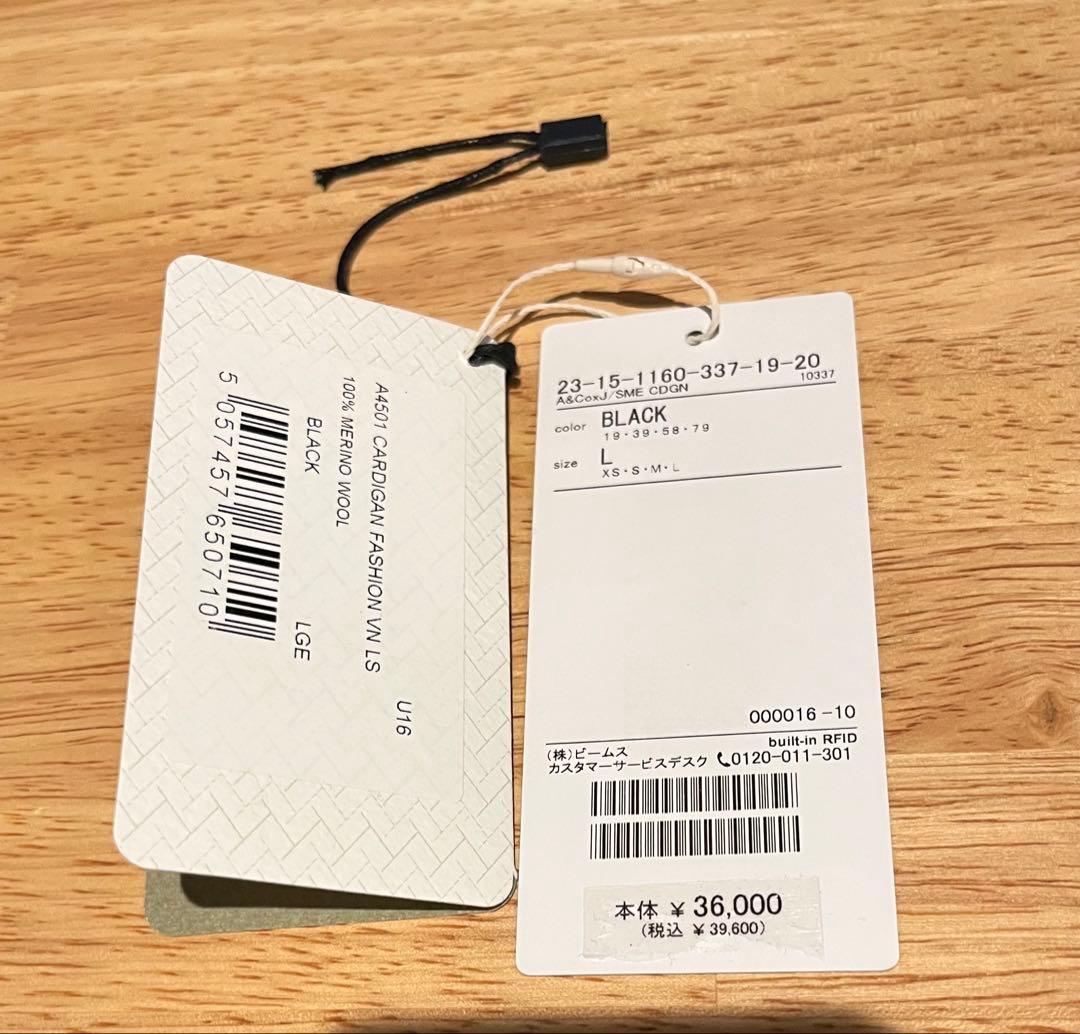 A4501 CARDIGAN FASHION VN LS
U16
100% MERINO WOOL
BLACK
LGE
5 057457 650710
23-15-1160-337-19-20
A&CoxJ/SME CDGN
10337
color BLACK
19・39・58・79
size L
XS・S・M・L
000016-10
built-in RFID
(株)ビームス
カスタマーサービスデスク 0120-011-301
本体 ¥ 36,000
(税込 ¥ 39,600)